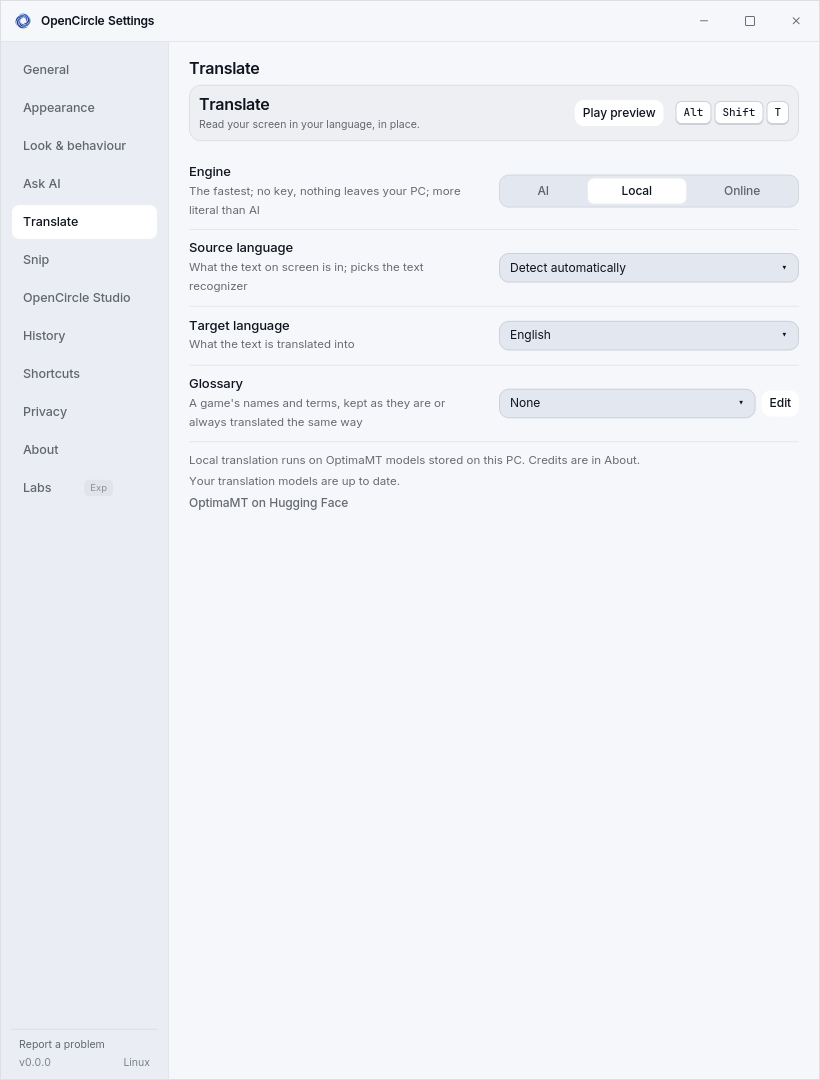 OpenCircle Settings
General
Appearance
Look & behaviour
Ask AI
Translate
Snip
OpenCircle Studio
History
Shortcuts
Privacy
About
Labs Exp
Report a problem
v0.0.0 Linux
Translate
Translate
Read your screen in your language, in place.
Play preview Alt Shift T
Engine
The fastest; no key, nothing leaves your PC; more
literal than AI
AI Local Online
Source language
What the text on screen is in; picks the text
recognizer
Detect automatically
Target language
What the text is translated into
English
Glossary
A game's names and terms, kept as they are or
always translated the same way
None Edit
Local translation runs on OptimaMT models stored on this PC. Credits are in About.
Your translation models are up to date.
OptimaMT on Hugging Face